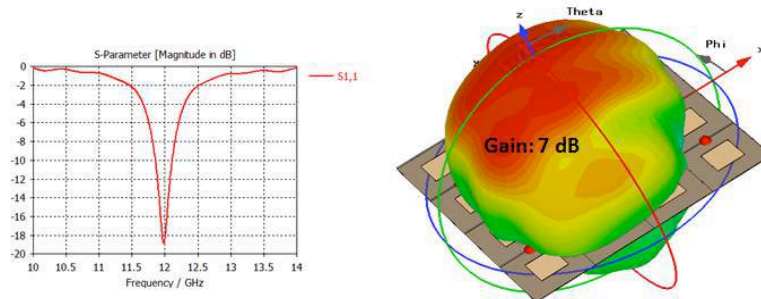 S-Parameter [Magnitude in dB]
0
-2
-4
-6
-8
-10
-12
-14
-16
-18
-20
10 10.5 11 11.5 12 12.5 13 13.5 14
Frequency / GHz
S1,1
z
Theta
Phi
x
Gain: 7 dB